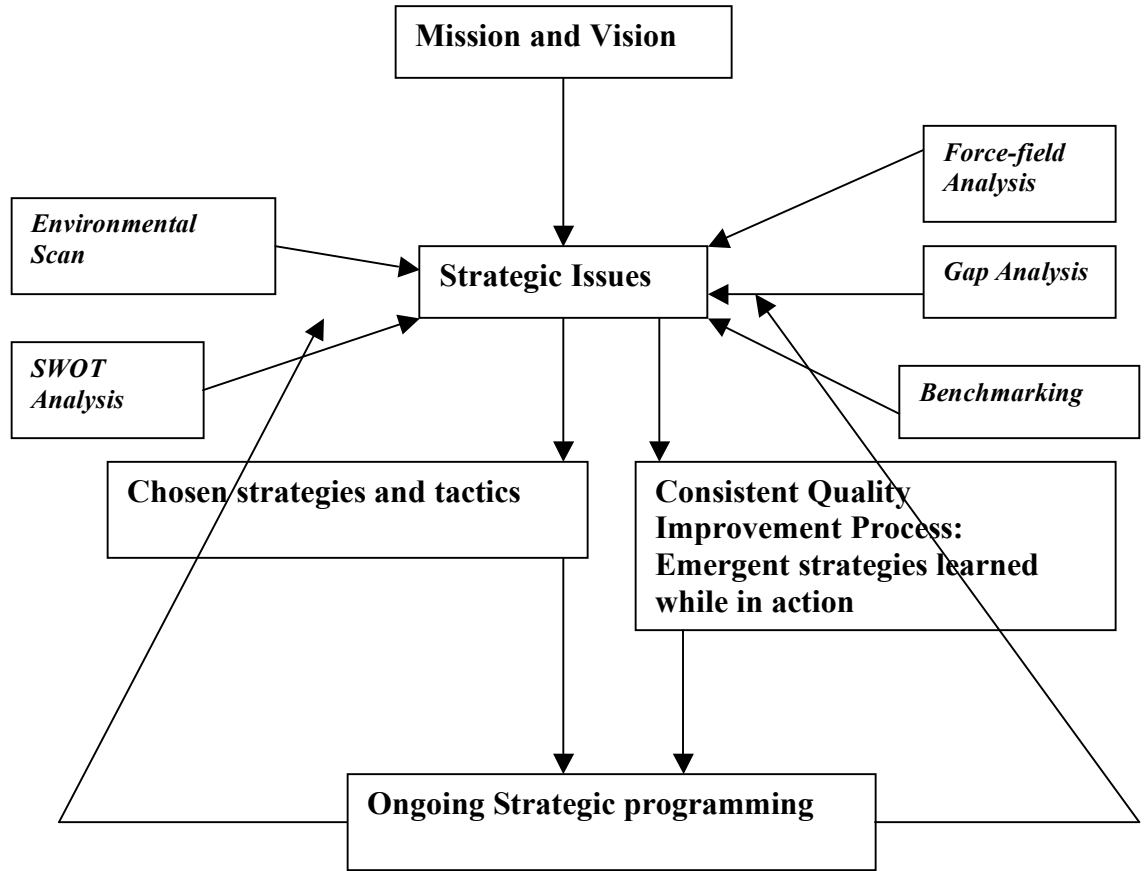 Mission and Vision
Force-field
Analysis
Environmental
Scan
Strategic Issues
Gap Analysis
SWOT
Analysis
Benchmarking
Chosen strategies and tactics
Consistent Quality
Improvement Process:
Emergent strategies learned
while in action
Ongoing Strategic programming